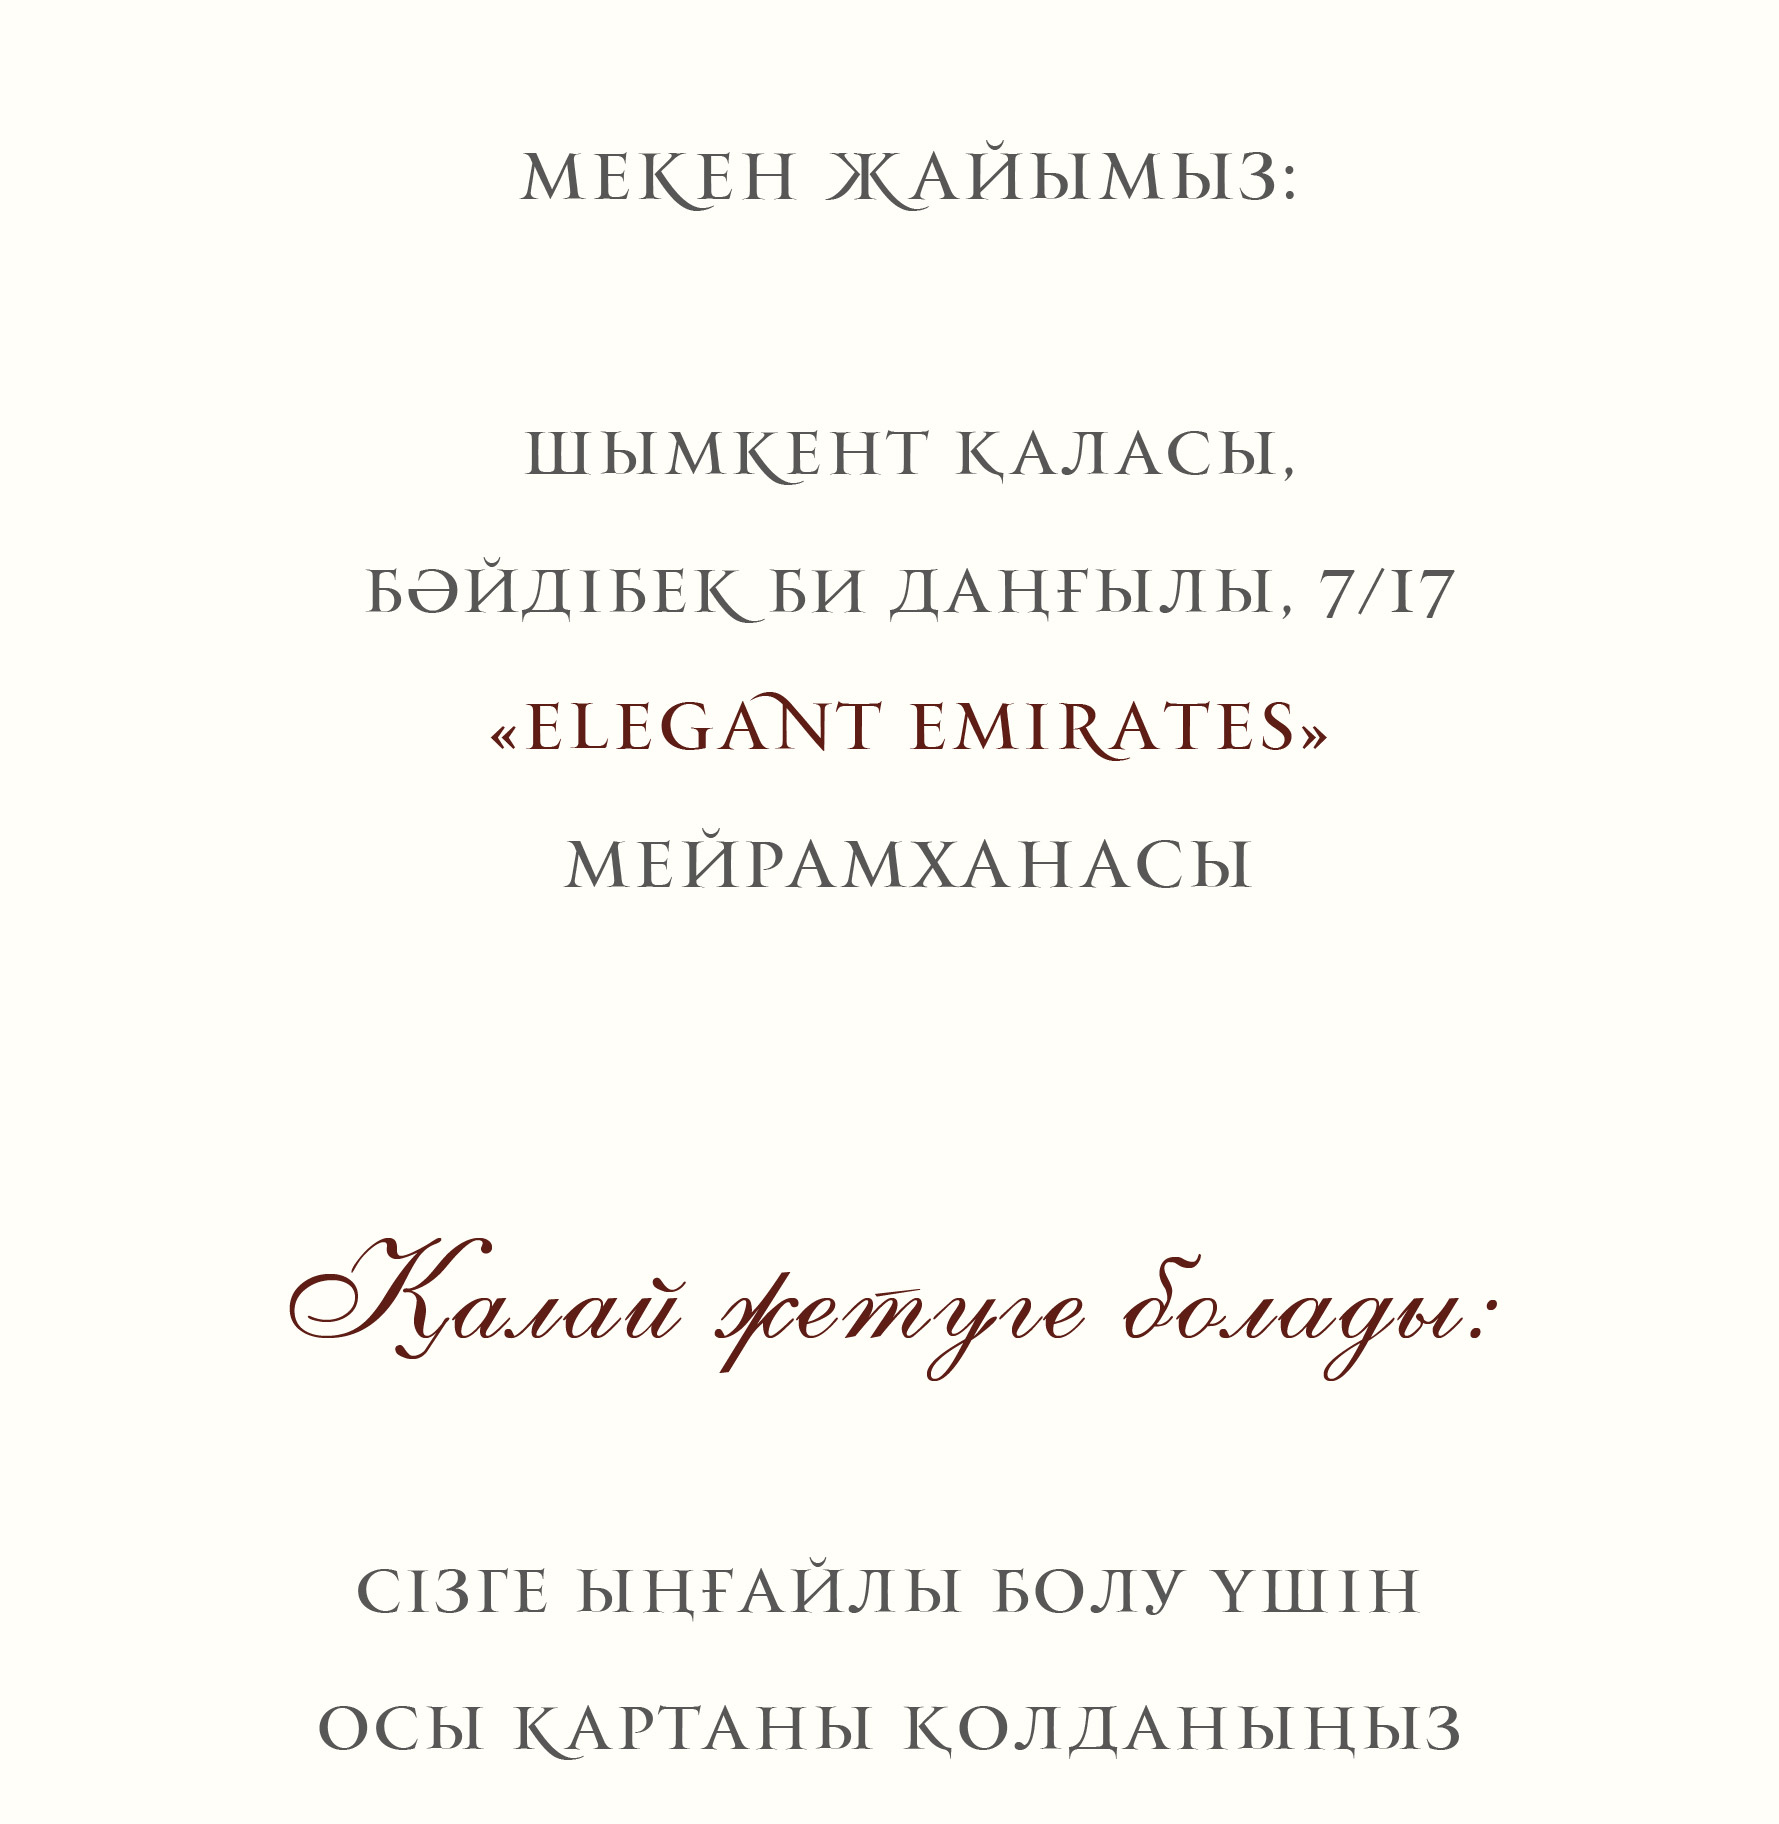 МЕКЕН ЖАЙЫМЫЗ:
ШЫМКЕНТ ҚАЛАСЫ,
БӘЙДІБЕК БИ ДАҢҒЫЛЫ, 7/17
«ELEGANT EMIRATES»
МЕЙРАМХАНАСЫ
Қалай жетуге болады:
СІЗГЕ ЫҢҒАЙЛЫ БОЛУ ҮШІН
ОСЫ КАРТАНЫ ҚОЛДАНЫҢЫЗ